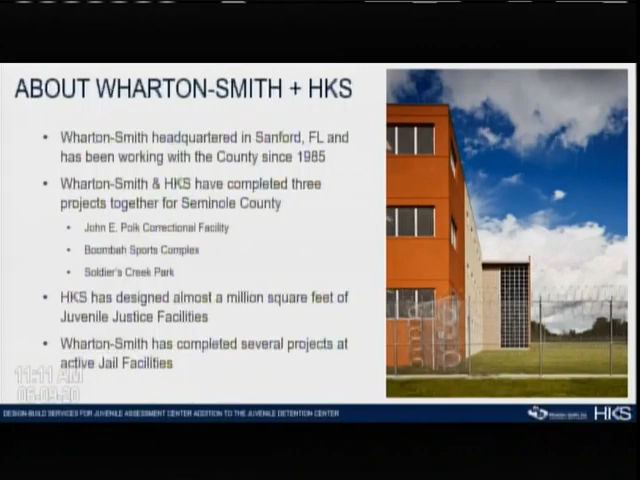 ABOUT WHARTON-SMITH + HKS
• Wharton-Smith headquartered in Sanford, FL and
has been working with the County since 1985
• Wharton-Smith & HKS have completed three
projects together for Seminole County
• John E. Polk Correctional Facility
• Boombah Sports Complex
• Soldier's Creek Park
• HKS has designed almost a million square feet of
Juvenile Justice Facilities
• Wharton-Smith has completed several projects at
active Jail Facilities
11:11 AM
06-09-20
DESIGN-BUILD SERVICES FOR JUVENILE ASSESSMENT CENTER ADDITION TO THE JUVENILE DETENTION CENTER
HKS